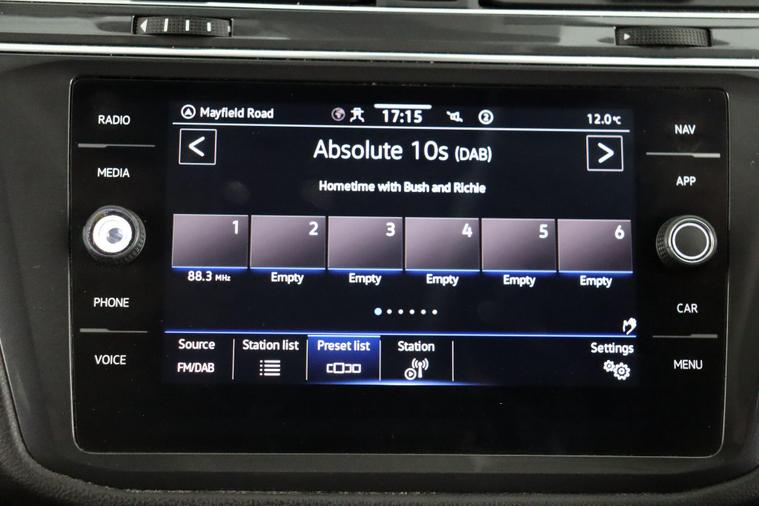 RADIO
MEDIA
PHONE
VOICE
Mayfield Road
17:15
2
12.0°C
<
Absolute 10s (DAB)
>
Hometime with Bush and Richie
1 2 3 4 5 6
88.3 MHz Empty Empty Empty Empty Empty
Source Station list Preset list Station Settings
FM/DAB
NAV
APP
CAR
MENU